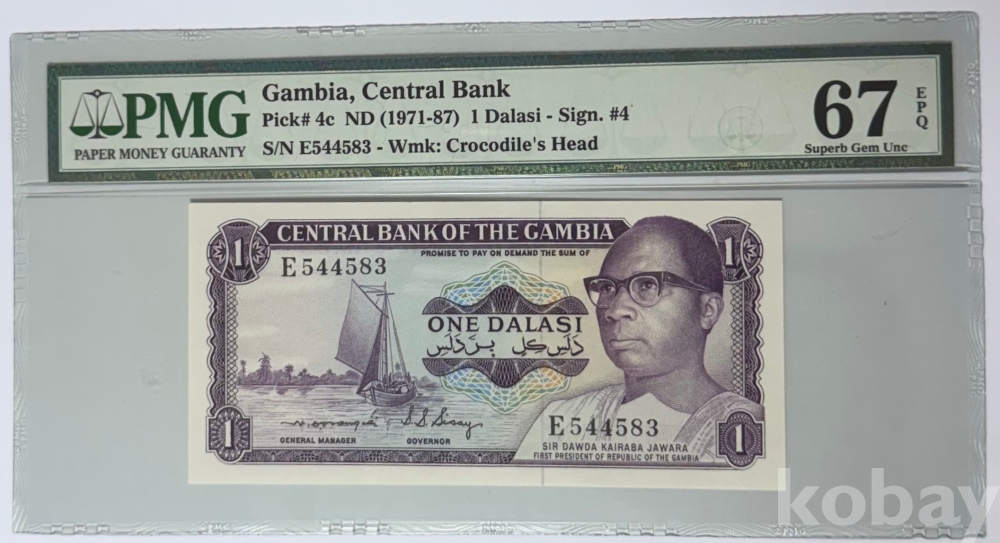 PMG
PAPER MONEY GUARANTY
Gambia, Central Bank
Pick# 4c ND (1971-87) 1 Dalasi - Sign. #4
S/N E544583 - Wmk: Crocodile's Head
67
EPQ
Superb Gem Unc
1
CENTRAL BANK OF THE GAMBIA
1
PROMISE TO PAY ON DEMAND THE SUM OF
E544583
ONE DALASI
S.S. Sisay
GENERAL MANAGER
GOVERNOR
E544583
1
SIR DAWDA KAIRABA JAWARA
FIRST PRESIDENT OF REPUBLIC OF THE GAMBIA
1
kobay